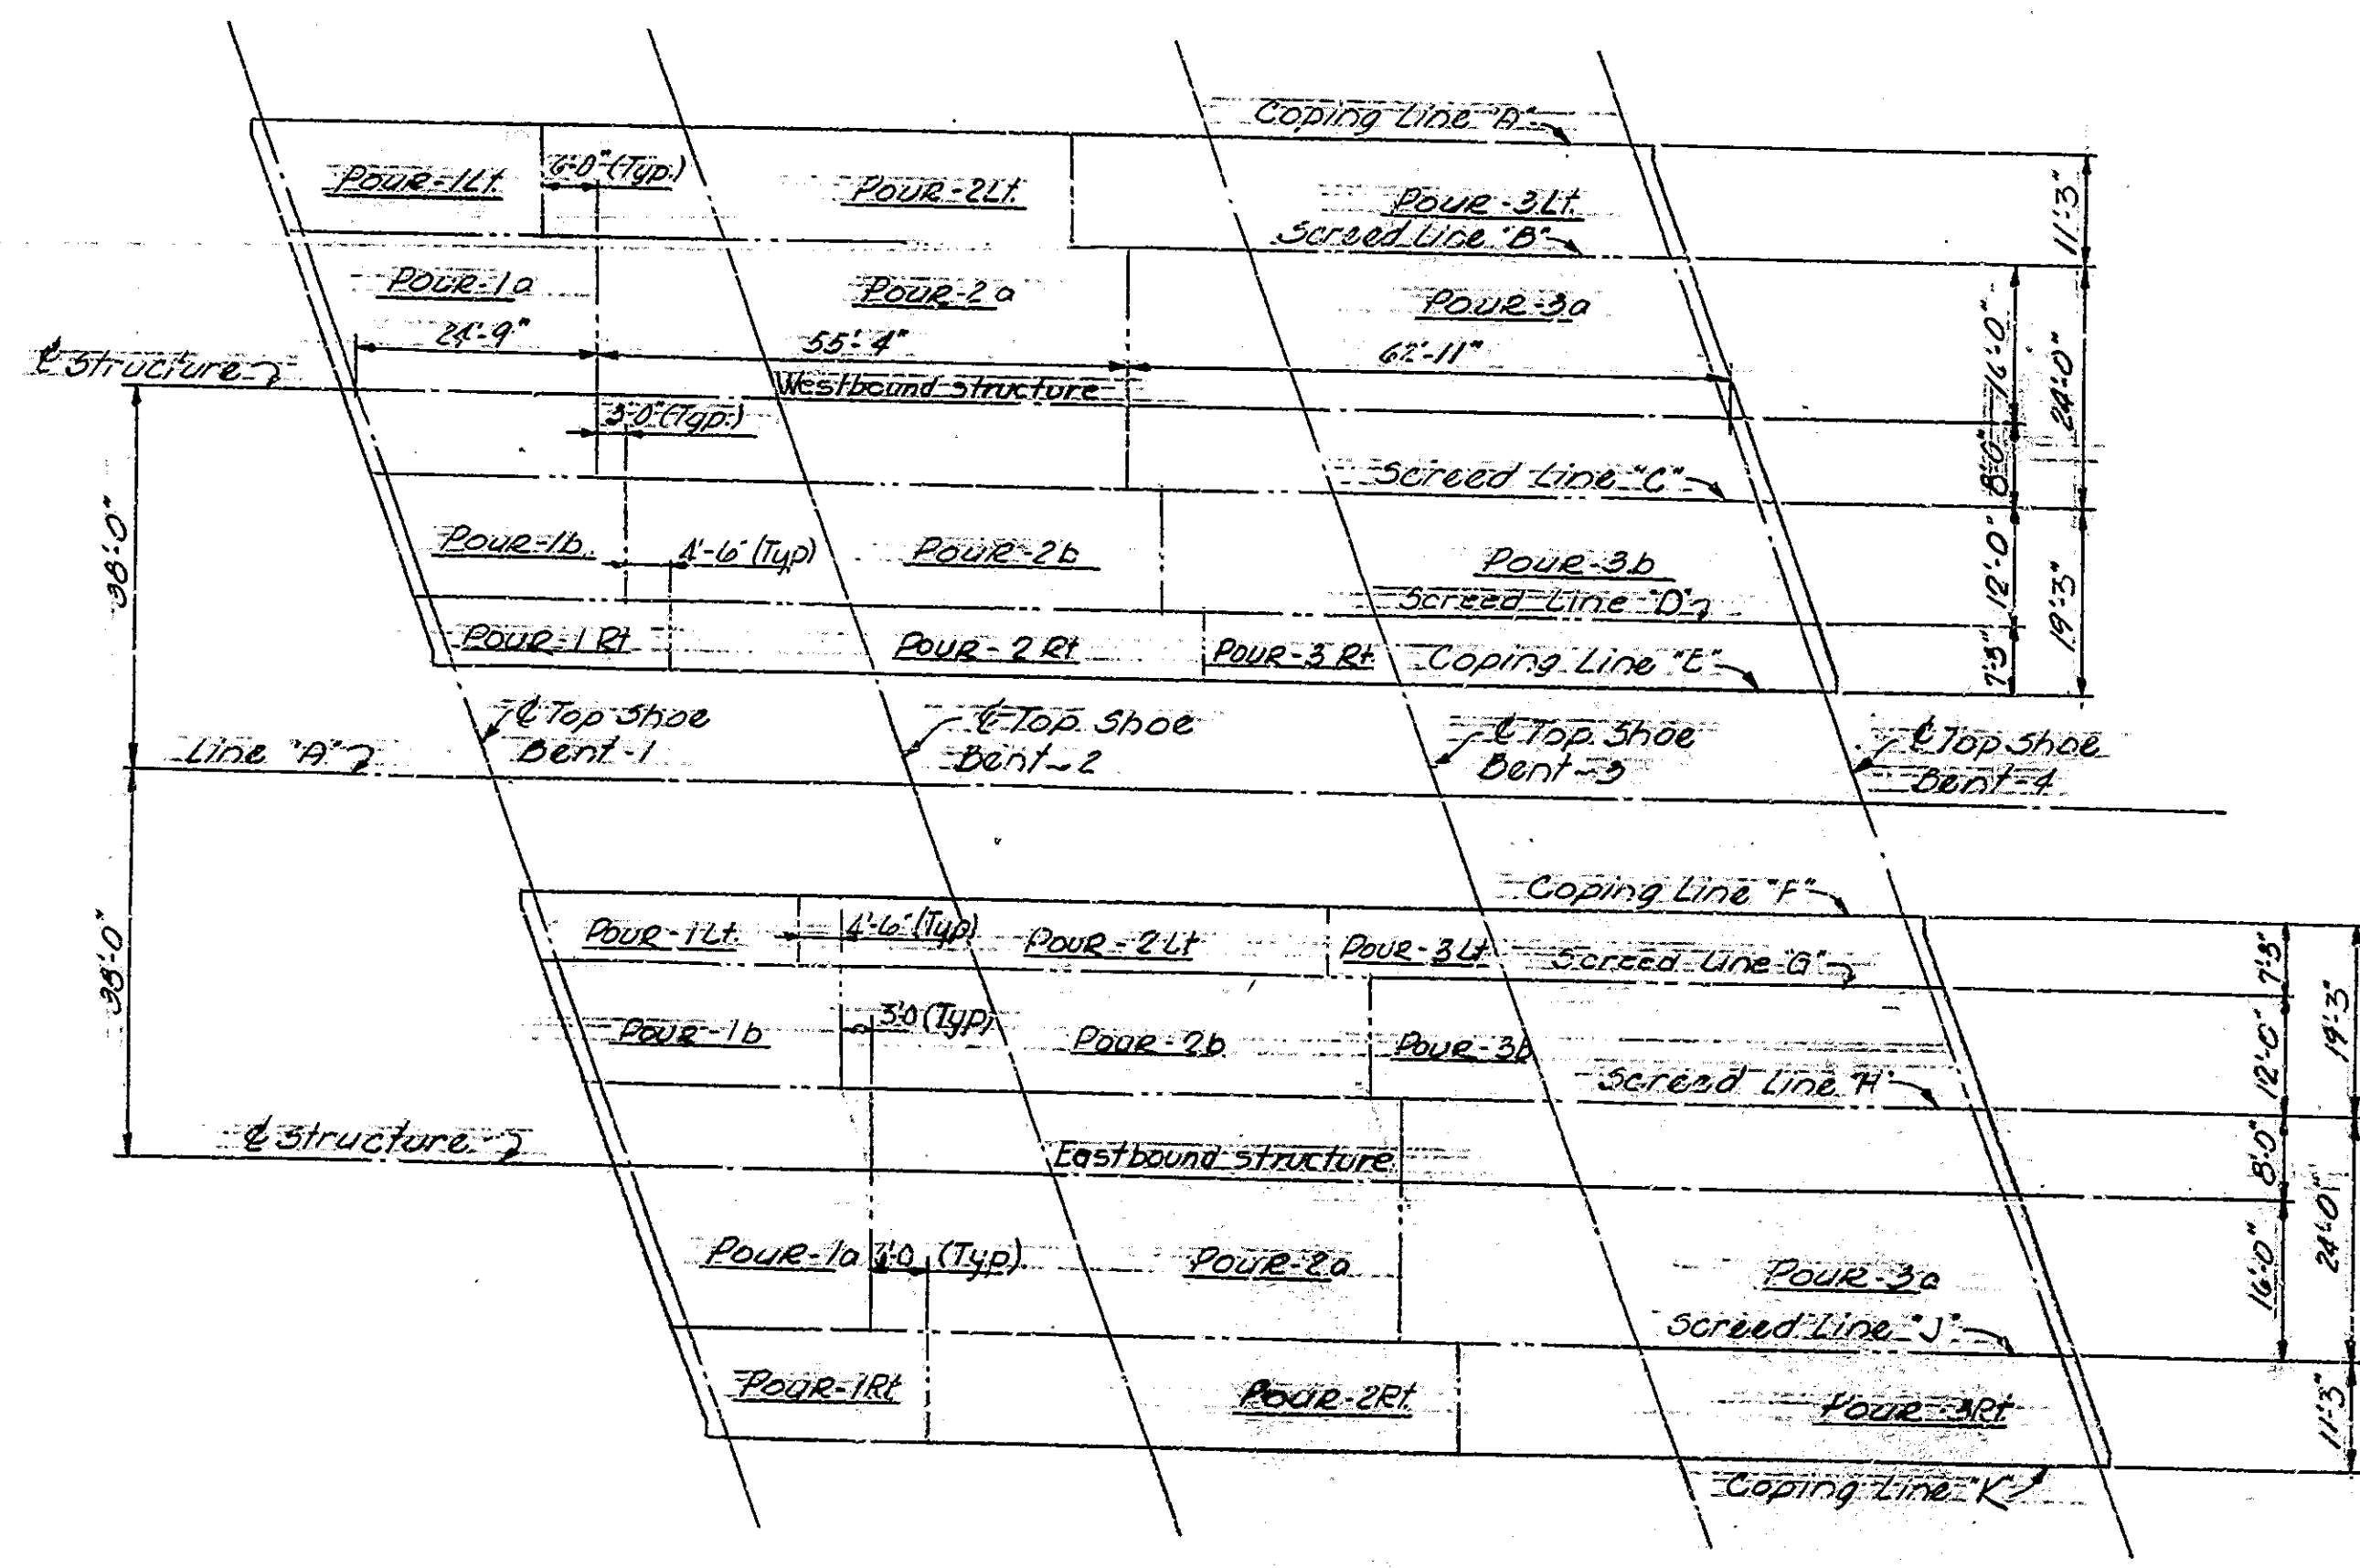 Coping Line "A"
Pour-1Lt.
6'-0" (Typ.)
Pour-2Lt.
Pour-3Lt.
11'-3"
Screed Line "B"
Pour-1a
Pour-2a
Pour-3a
24'-9"
55'-4"
62'-11"
16'-0"
24'-0"
℄ Structure
Westbound structure
3'-0" (Typ.)
Screed Line "C"
8'-0"
38'-0"
Pour-1b.
4'-6" (Typ)
Pour-2b
Pour-3b
12'-0"
19'-3"
Screed Line "D"
Pour-1 Rt
Pour-2 Rt
Pour-3 Rt.
Coping Line "E"
7'-3"
℄ Top Shoe
Bent-1
℄ Top Shoe
Bent-2
℄ Top Shoe
Bent-3
℄ Top Shoe
Bent-4
Line "A"
Coping Line "F"
Pour-1Lt.
4'-6" (Typ)
Pour-2Lt
Pour-3Lt
Screed Line "G"
7'-3"
38'-0"
Pour-1b
3'-0 (Typ)
Pour-2b
Pour-3b
12'-0"
19'-3"
Screed Line "H"
℄ Structure
Eastbound structure
8'-0"
Pour-1a
(Typ).
Pour-2a
Pour-3a
16'-0"
24'-0"
Screed Line "J"
Pour-1Rt
Pour-2Rt.
Pour-3Rt
11'-3"
Coping Line "K"